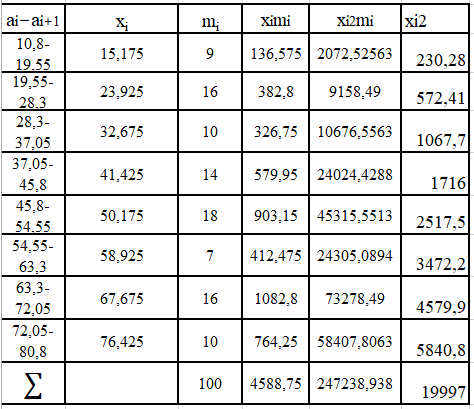 ai−ai+1 xi mi ximi xi2mi xi2
10,8-
19,55 15,175 9 136,575 2072,52563 230,28
19,55-
28,3 23,925 16 382,8 9158,49 572,41
28,3-
37,05 32,675 10 326,75 10676,5563 1067,7
37,05-
45,8 41,425 14 579,95 24024,4288 1716
45,8-
54,55 50,175 18 903,15 45315,5513 2517,5
54,55-
63,3 58,925 7 412,475 24305,0894 3472,2
63,3-
72,05 67,675 16 1082,8 73278,49 4579,9
72,05-
80,8 76,425 10 764,25 58407,8063 5840,8
∑ 100 4588,75 247238,938 19997